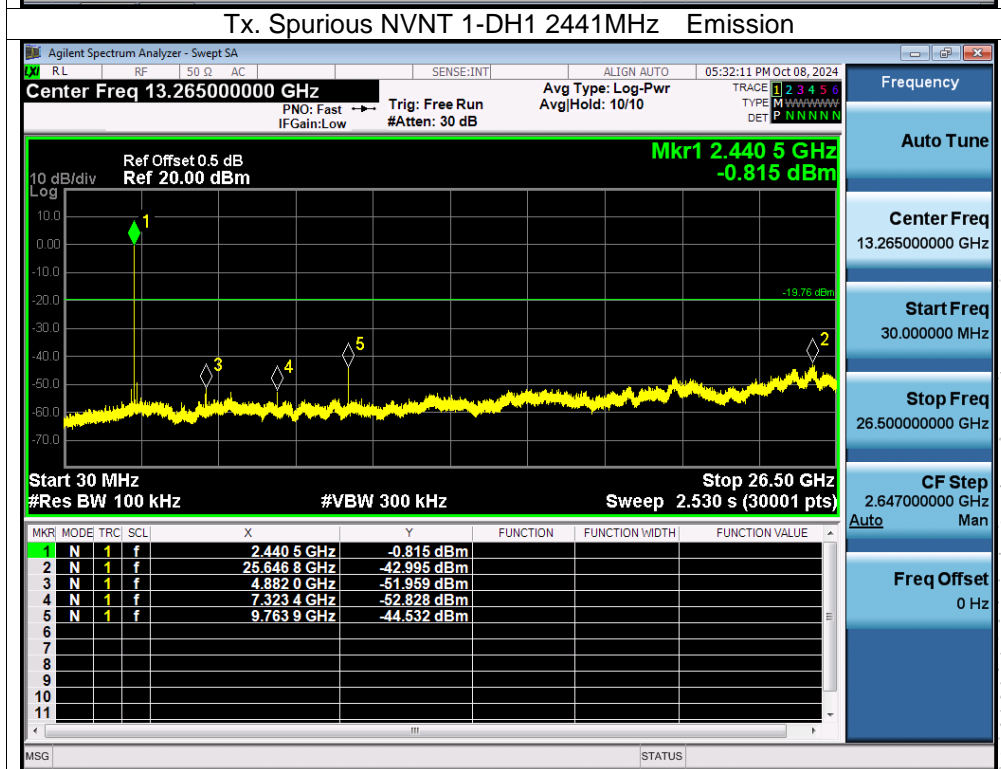 Tx. Spurious NVNT 1-DH1 2441MHz Emission
Agilent Spectrum Analyzer - Swept SA
LXI RL RF 50 Ω AC SENSE:INT ALIGN AUTO 05:32:11 PM Oct 08, 2024
Center Freq 13.265000000 GHz
PNO: Fast
IFGain:Low
Trig: Free Run
#Atten: 30 dB
Avg Type: Log-Pwr
Avg|Hold: 10/10
TRACE 1 2 3 4 5 6
TYPE M WWWWW
DET P N N N N N
Mkr1 2.440 5 GHz
-0.815 dBm
Ref Offset 0.5 dB
10 dB/div Ref 20.00 dBm
Log
10.0
0.00
-10.0
-20.0
-30.0
-40.0
-50.0
-60.0
-70.0
1
-19.76 dBm
2
3
4
5
Start 30 MHz Stop 26.50 GHz
#Res BW 100 kHz #VBW 300 kHz Sweep 2.530 s (30001 pts)
MKR MODE TRC SCL X Y FUNCTION FUNCTION WIDTH FUNCTION VALUE
1 N 1 f 2.440 5 GHz -0.815 dBm
2 N 1 f 25.646 8 GHz -42.995 dBm
3 N 1 f 4.882 0 GHz -51.959 dBm
4 N 1 f 7.323 4 GHz -52.828 dBm
5 N 1 f 9.763 9 GHz -44.532 dBm
6
7
8
9
10
11
MSG STATUS
Frequency
Auto Tune
Center Freq
13.265000000 GHz
Start Freq
30.000000 MHz
Stop Freq
26.500000000 GHz
CF Step
2.647000000 GHz
Auto Man
Freq Offset
0 Hz